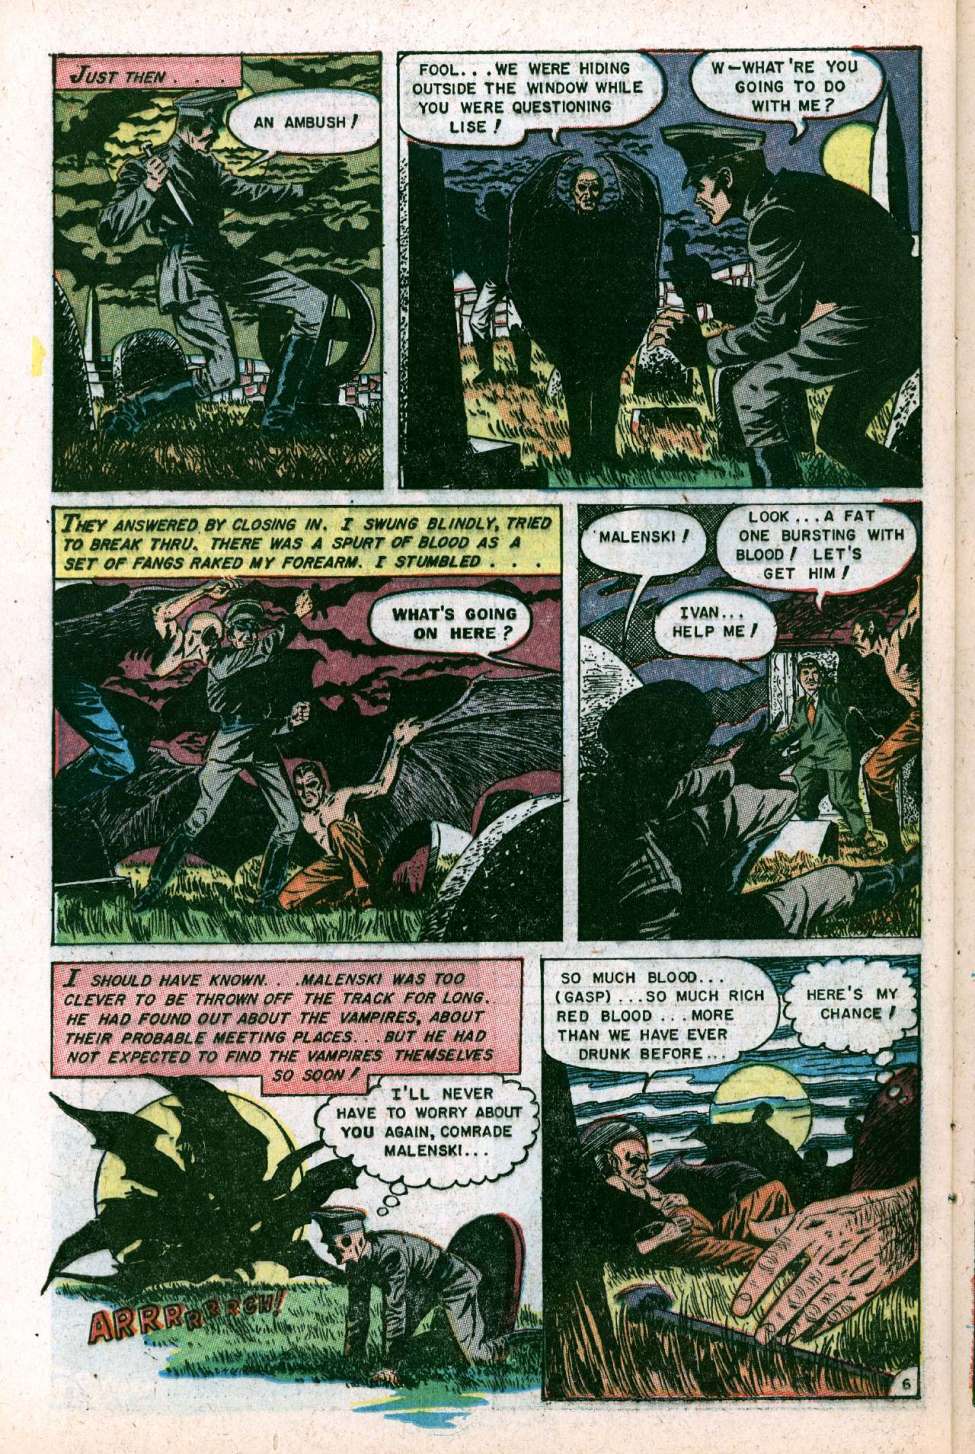 JUST THEN . . . .
AN AMBUSH!
FOOL...WE WERE HIDING
OUTSIDE THE WINDOW WHILE
YOU WERE QUESTIONING
LISE!
W-WHAT'RE YOU
GOING TO DO
WITH ME?
THEY ANSWERED BY CLOSING IN. I SWUNG BLINDLY, TRIED
TO BREAK THRU. THERE WAS A SPURT OF BLOOD AS A
SET OF FANGS RAKED MY FOREARM. I STUMBLED . . .
WHAT'S GOING
ON HERE?
MALENSKI!
LOOK...A FAT
ONE BURSTING WITH
BLOOD! LET'S
GET HIM!
IVAN...
HELP ME!
I SHOULD HAVE KNOWN. . .MALENSKI WAS TOO
CLEVER TO BE THROWN OFF THE TRACK FOR LONG.
HE HAD FOUND OUT ABOUT THE VAMPIRES, ABOUT
THEIR PROBABLE MEETING PLACES...BUT HE HAD
NOT EXPECTED TO FIND THE VAMPIRES THEMSELVES
SO SOON!
I'LL NEVER
HAVE TO WORRY ABOUT
YOU AGAIN, COMRADE
MALENSKI...
ARRRRRRGH!
SO MUCH BLOOD...
(GASP)...SO MUCH RICH
RED BLOOD...MORE
THAN WE HAVE EVER
DRUNK BEFORE...
HERE'S MY
CHANCE!
6